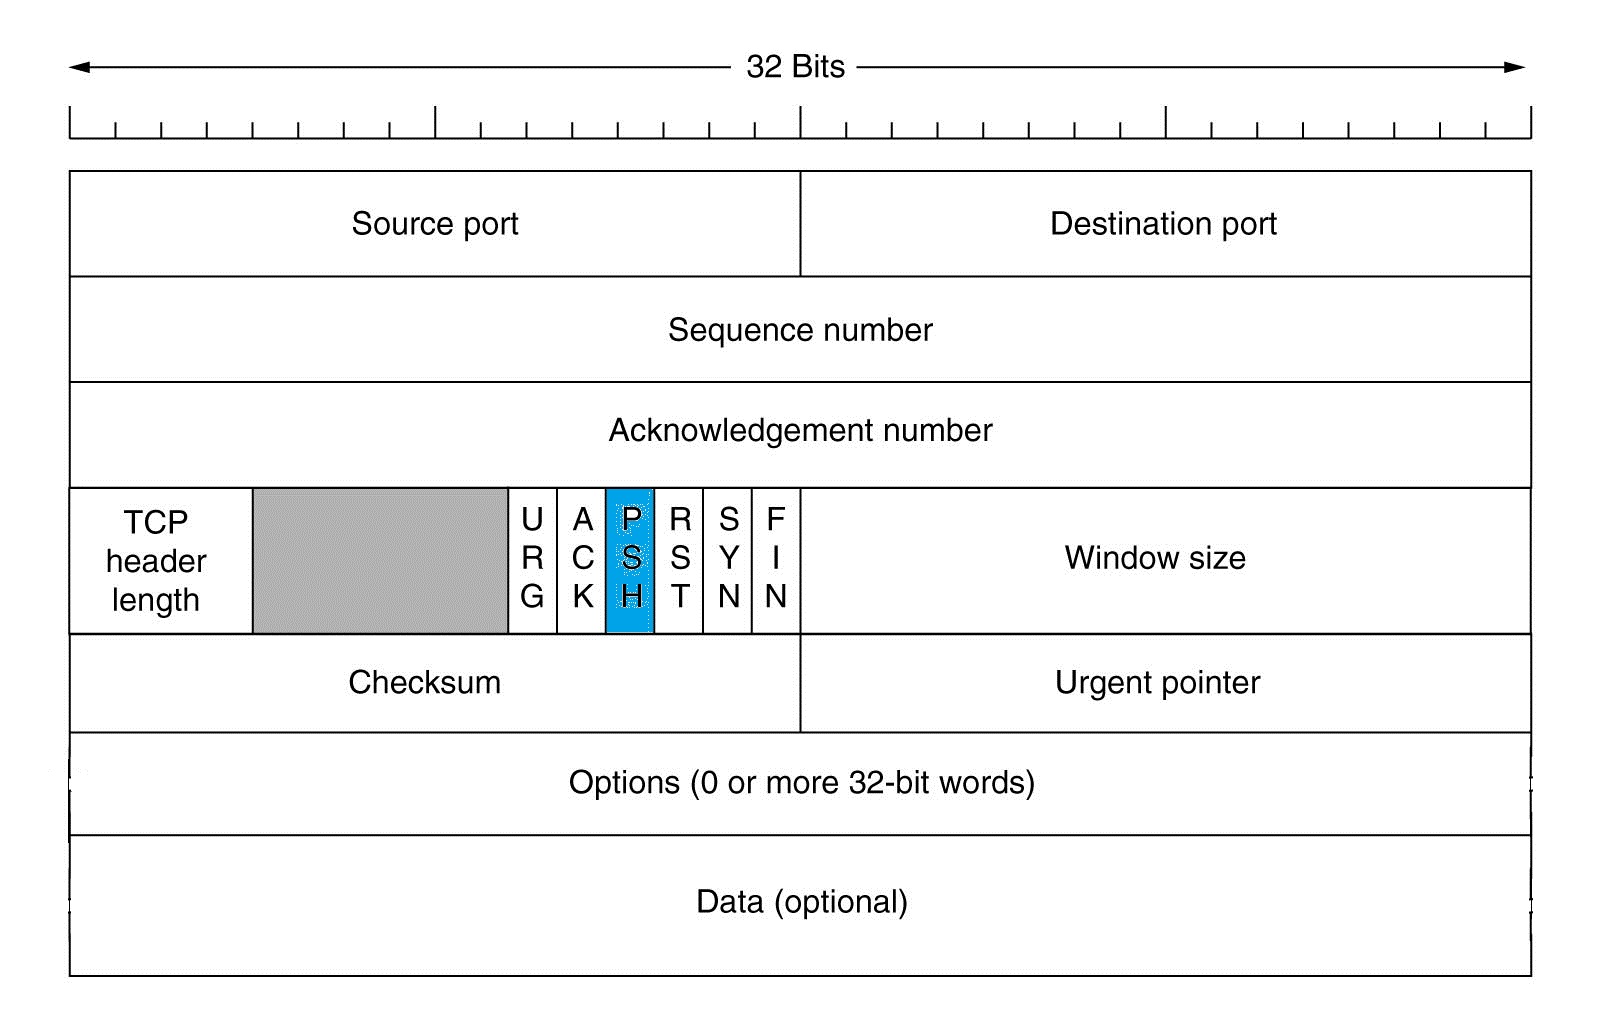 32 Bits
Source port
Destination port
Sequence number
Acknowledgement number
TCP
header
length
URG
ACK
PSH
RST
SYN
FIN
Window size
Checksum
Urgent pointer
Options (0 or more 32-bit words)
Data (optional)